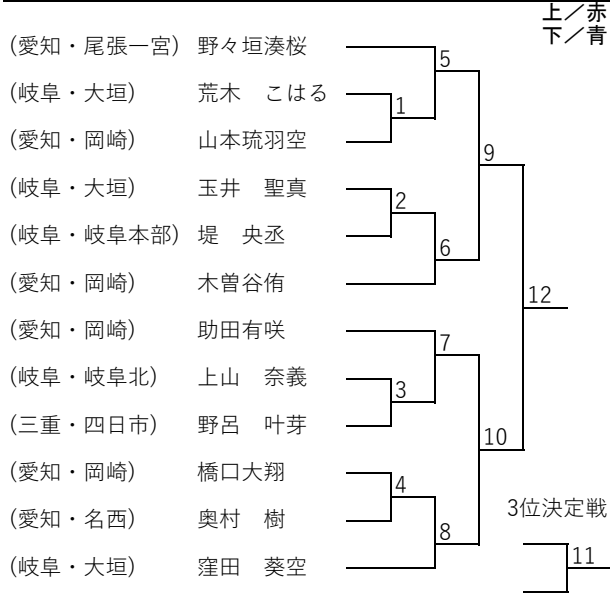 上／赤
下／青
(愛知・尾張一宮) 野々垣湊桜
5
(岐阜・大垣) 荒木　こはる
1
(愛知・岡崎) 山本琉羽空
9
(岐阜・大垣) 玉井　聖真
2
(岐阜・岐阜本部) 堤　央丞
6
(愛知・岡崎) 木曽谷侑
12
(愛知・岡崎) 助田有咲
7
(岐阜・岐阜北) 上山　奈義
3
(三重・四日市) 野呂　叶芽
10
(愛知・岡崎) 橋口大翔
4
3位決定戦
(愛知・名西) 奥村　樹
8
(岐阜・大垣) 窪田　葵空
11